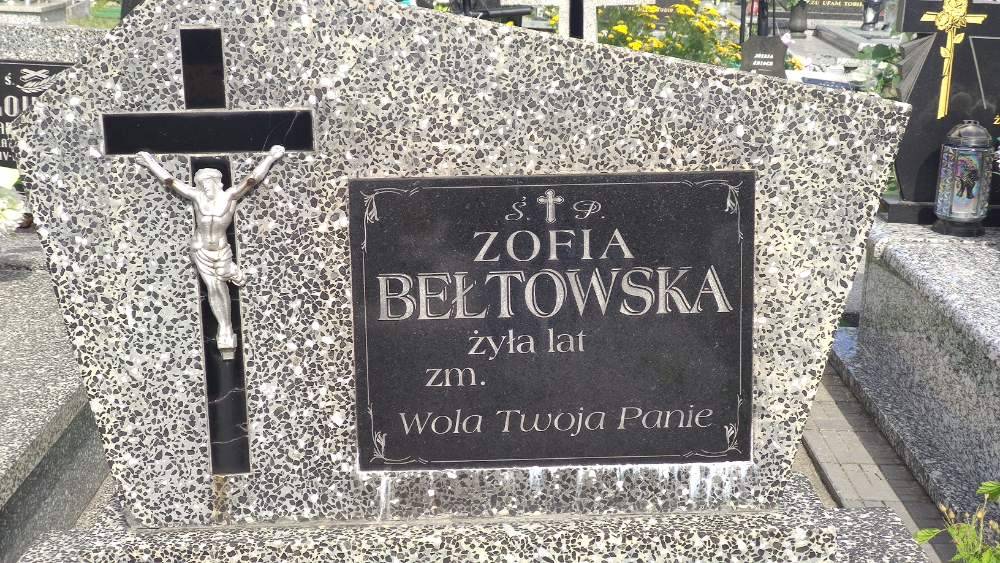 Ś. P.
ZOFIA
BEŁTOWSKA
żyła lat
zm.
Wola Twoja Panie